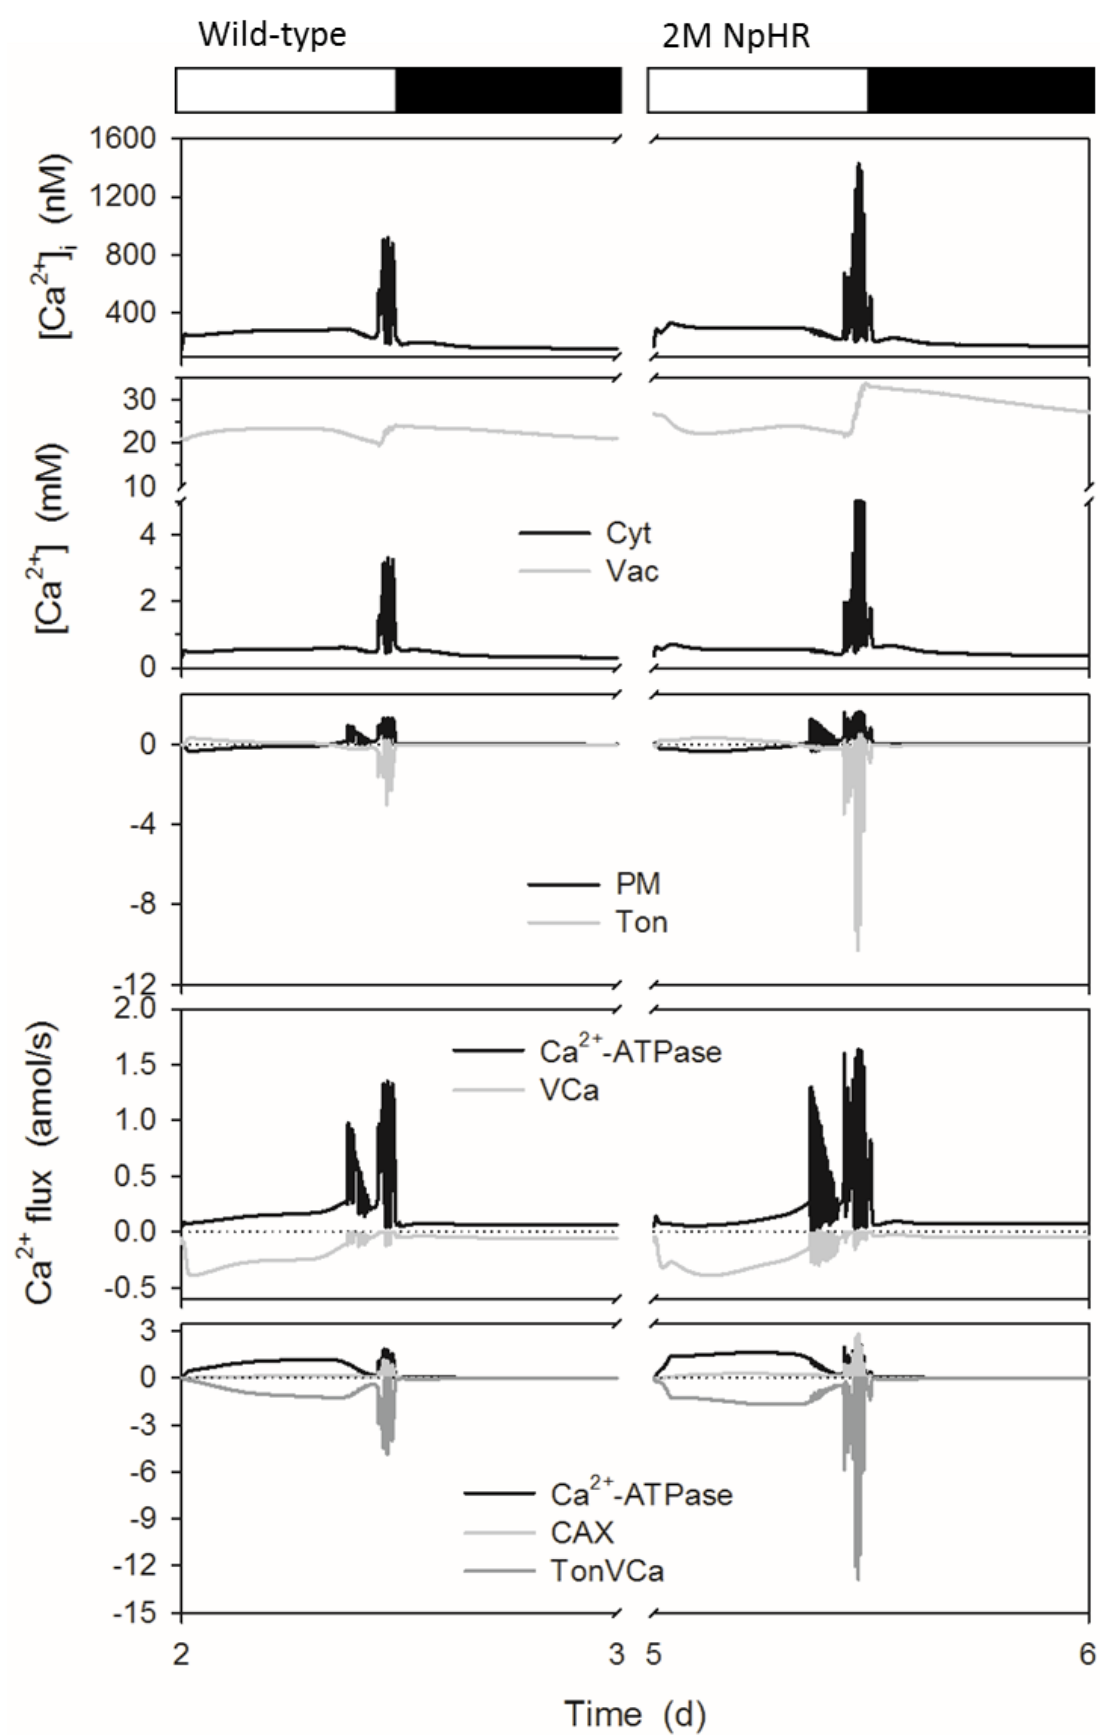 Wild-type 2M NpHR
[Ca²⁺]ᵢ (nM)
1600
1200
800
400
[Ca²⁺] (mM)
30
20
10
4
2
0
Cyt
Vac
0
-4
-8
-12
PM
Ton
Ca²⁺ flux (amol/s)
2.0
1.5
1.0
0.5
0.0
-0.5
Ca²⁺-ATPase
VCa
3
0
-3
-6
-9
-12
-15
Ca²⁺-ATPase
CAX
TonVCa
2 3 5 6
Time (d)